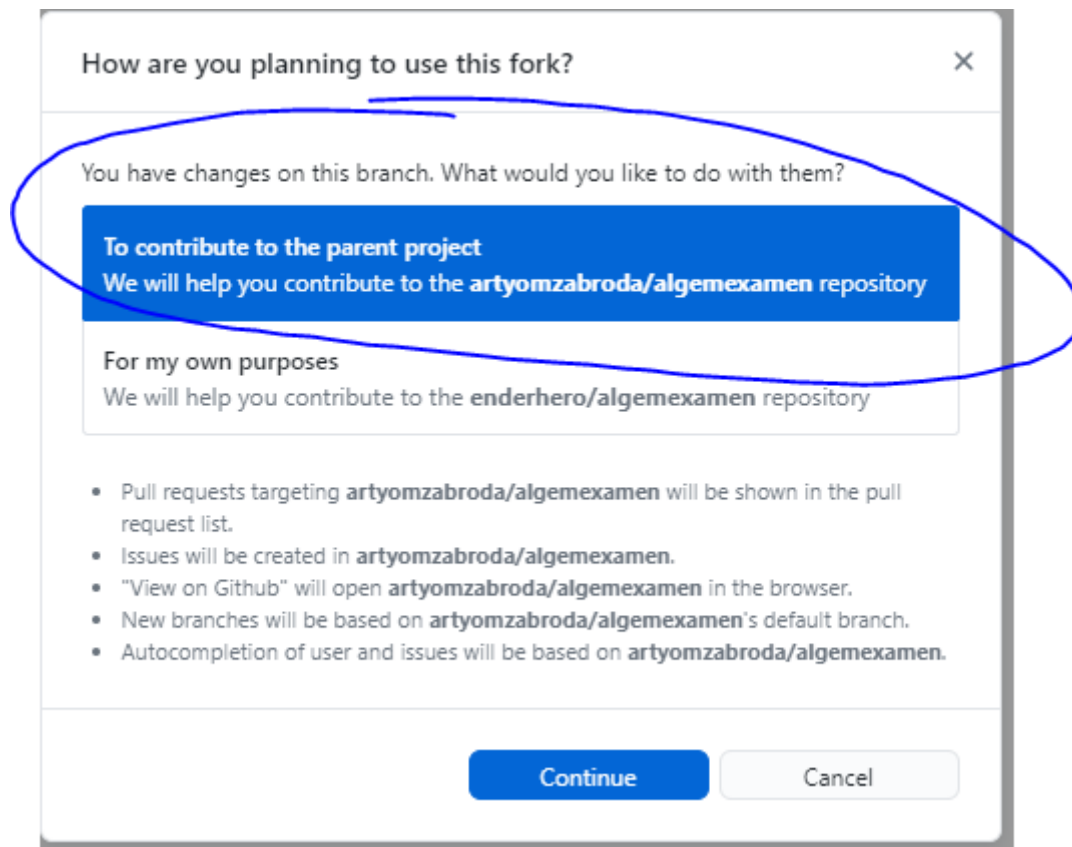 How are you planning to use this fork?
You have changes on this branch. What would you like to do with them?
To contribute to the parent project
We will help you contribute to the artyomzabroda/algemexamen repository
For my own purposes
We will help you contribute to the enderhero/algemexamen repository
• Pull requests targeting artyomzabroda/algemexamen will be shown in the pull
request list.
• Issues will be created in artyomzabroda/algemexamen.
• "View on Github" will open artyomzabroda/algemexamen in the browser.
• New branches will be based on artyomzabroda/algemexamen's default branch.
• Autocompletion of user and issues will be based on artyomzabroda/algemexamen.
Continue
Cancel